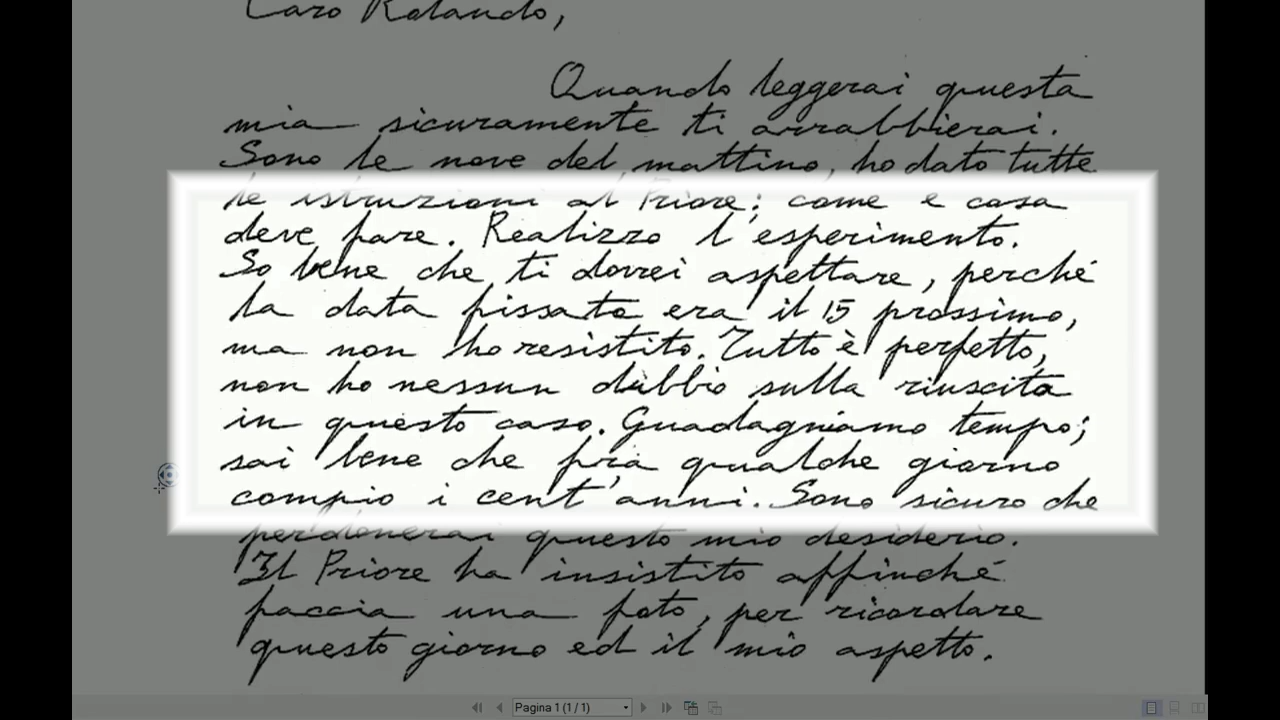 Caro Rolando,
Quando leggerai questa
mia sicuramente ti arrabbierai.
Sono le nove del mattino, ho dato tutte
le istruzioni al Priore; come e cosa
deve fare. Realizzo l'esperimento.
So bene che ti dovrei aspettare, perché
la data fissata era il 15 prossimo,
ma non ho resistito. Tutto è perfetto,
non ho nessun dubbio sulla riuscita
in questo caso. Guadagniamo tempo;
sai bene che fra qualche giorno
compio i cent'anni. Sono sicuro che
perdonerai questo mio desiderio.
Il Priore ha insistito affinché
faccia una foto, per ricordare
questo giorno ed il mio aspetto.
Pagina 1 (1 / 1)